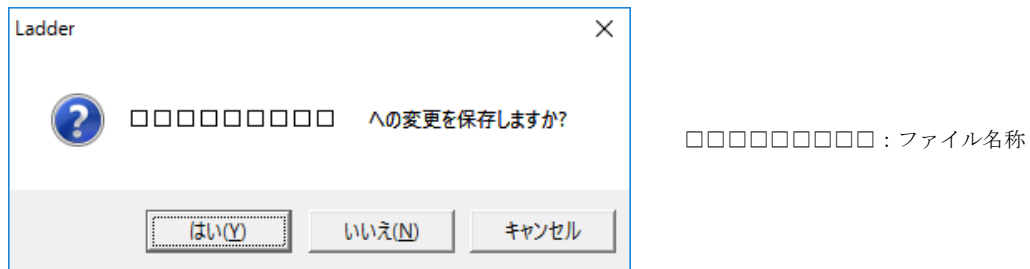 Ladder
□□□□□□□□□ への変更を保存しますか?
□□□□□□□□□：ファイル名称
はい(Y) いいえ(N) キャンセル